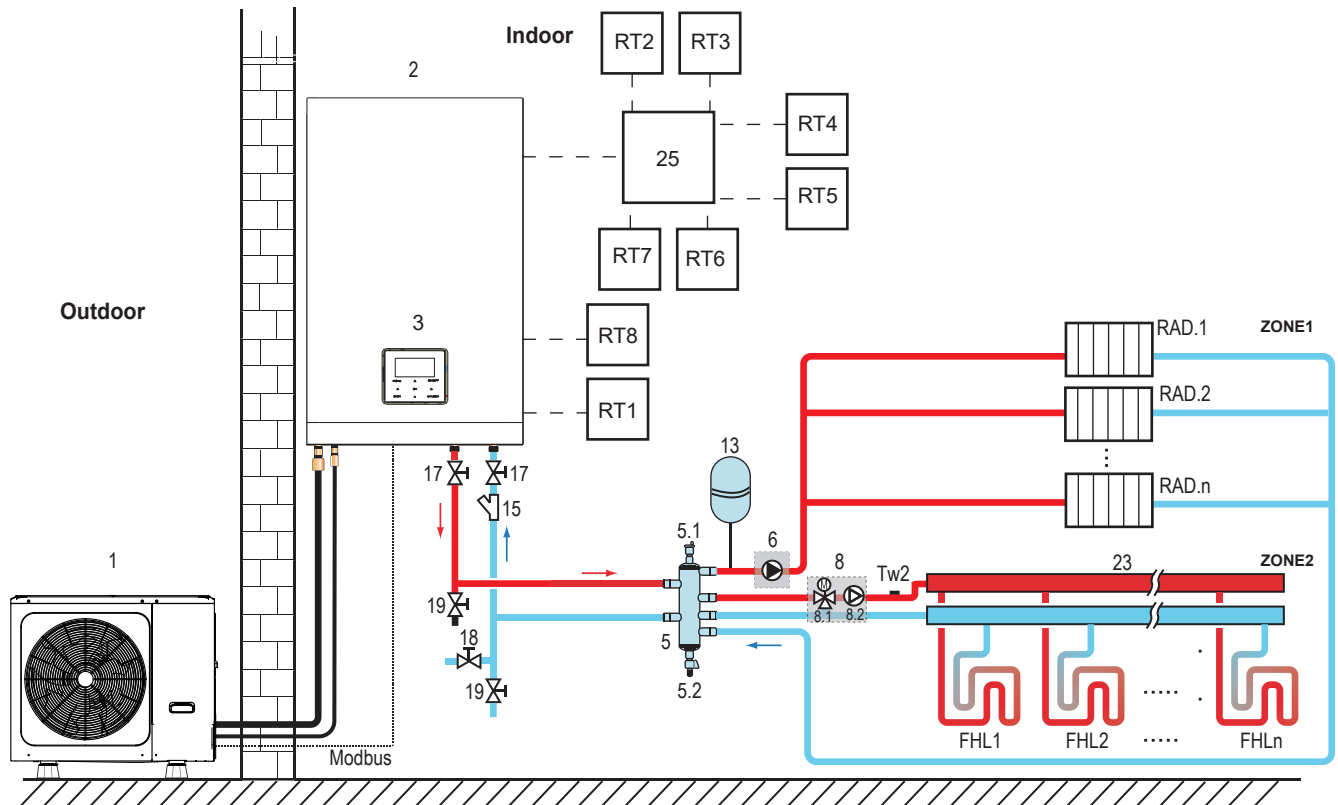 Indoor
RT2
RT3
2
RT4
25
RT5
RT7
RT6
Outdoor
3
RT8
RT1
RAD.1
ZONE1
RAD.2
17
17
13
15
RAD.n
5.1
6
1
8
Tw2
23
ZONE2
M
8.1
8.2
19
18
5
19
5.2
FHL1
FHL2
FHLn
Modbus